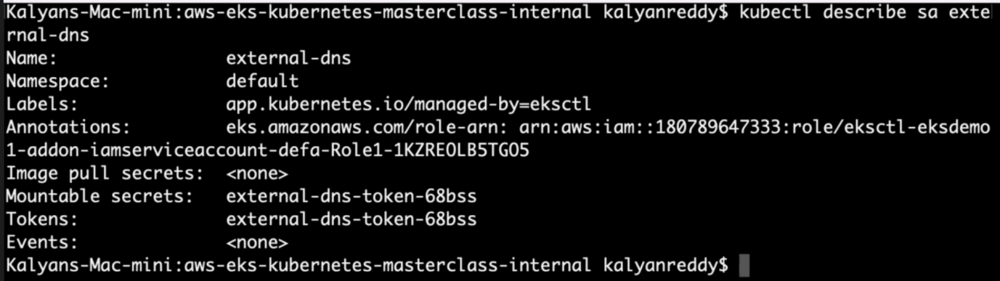 Kalyans-Mac-mini:aws-eks-kubernetes-masterclass-internal kalyanreddy$ kubectl describe sa exte
rnal-dns
Name:                external-dns
Namespace:           default
Labels:              app.kubernetes.io/managed-by=eksctl
Annotations:         eks.amazonaws.com/role-arn: arn:aws:iam::180789647333:role/eksctl-eksdemo
1-addon-iamserviceaccount-defa-Role1-1KZREOLB5TGO5
Image pull secrets:  <none>
Mountable secrets:   external-dns-token-68bss
Tokens:              external-dns-token-68bss
Events:              <none>
Kalyans-Mac-mini:aws-eks-kubernetes-masterclass-internal kalyanreddy$